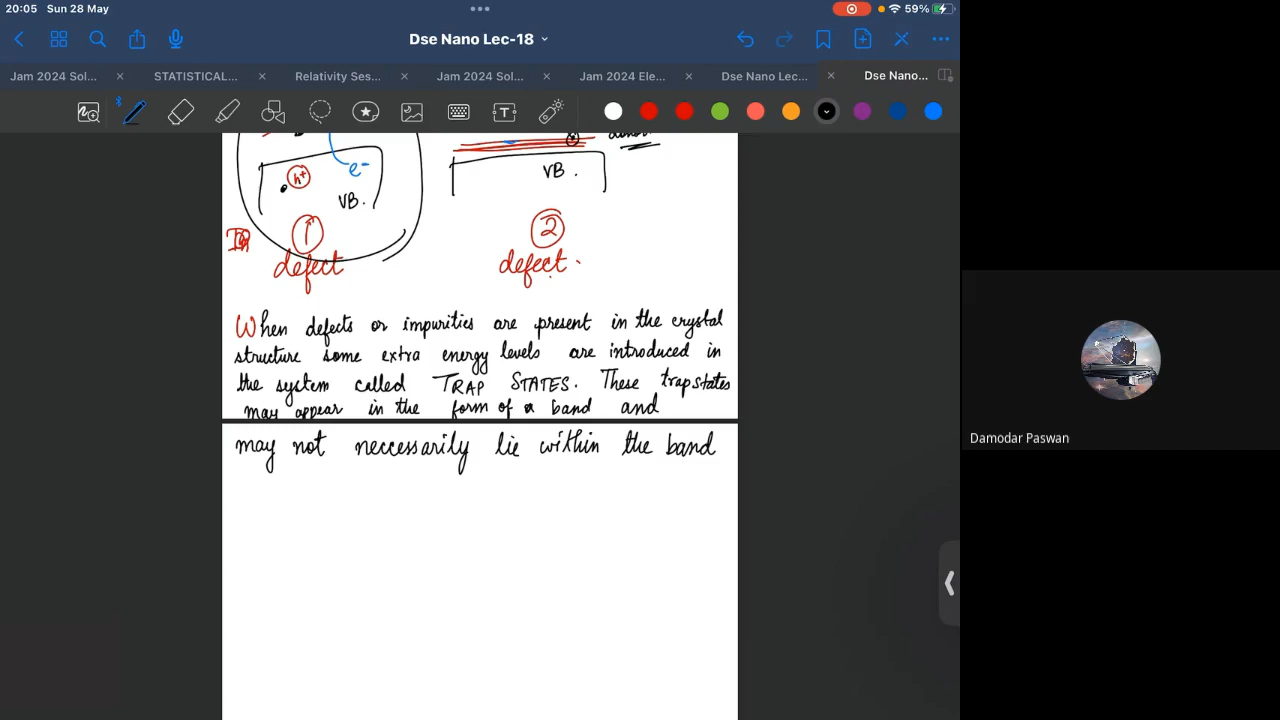 20:05 Sun 28 May
59%
Dse Nano Lec-18
Jam 2024 Sol...
STATISTICAL...
Relativity Ses...
Jam 2024 Sol...
Jam 2024 Ele...
Dse Nano Lec...
Dse Nano...
e-
h+
VB.
VB.
1
2
defect
defect.
When defects or impurities are present in the crystal
structure some extra energy levels are introduced in
the system called TRAP STATES. These trap states
may appear in the form of a band and
may not neccessarily lie within the band
Damodar Paswan